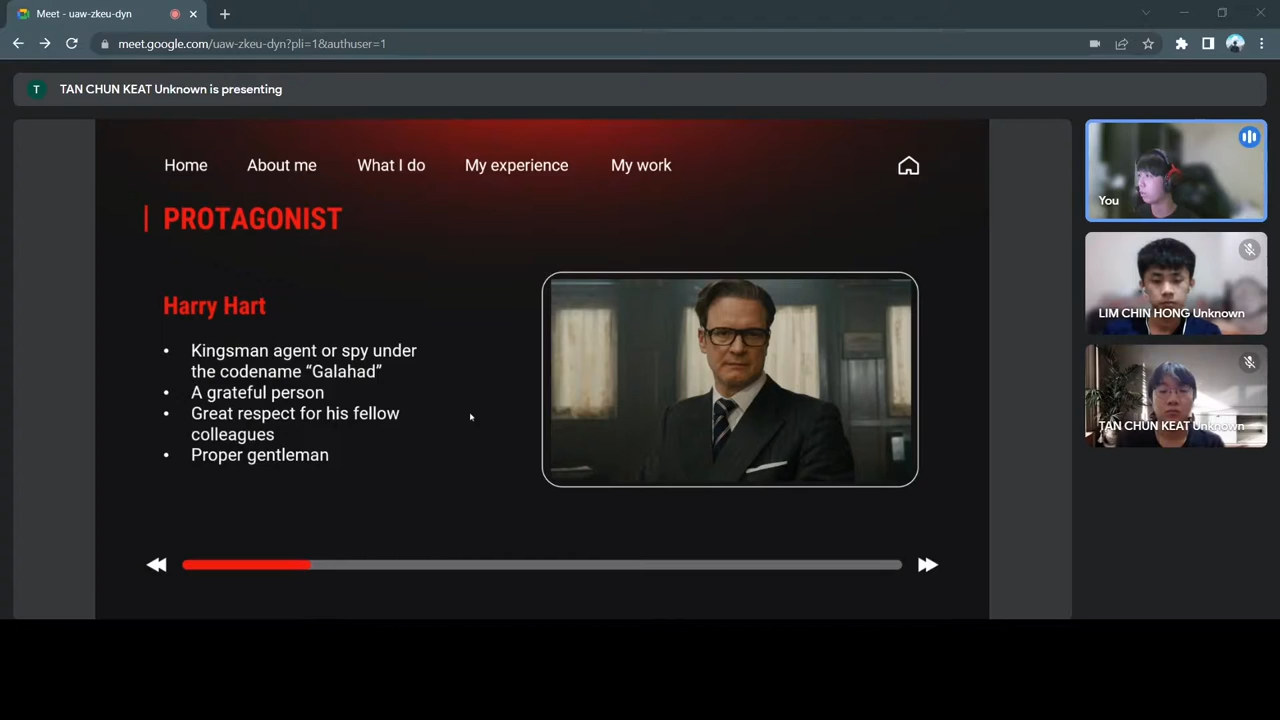 Meet - uaw-zkeu-dyn
meet.google.com/uaw-zkeu-dyn?pli=1&authuser=1
T TAN CHUN KEAT Unknown is presenting
Home About me What I do My experience My work
PROTAGONIST
Harry Hart
• Kingsman agent or spy under
the codename “Galahad”
• A grateful person
• Great respect for his fellow
colleagues
• Proper gentleman
You
LIM CHIN HONG Unknown
TAN CHUN KEAT Unknown